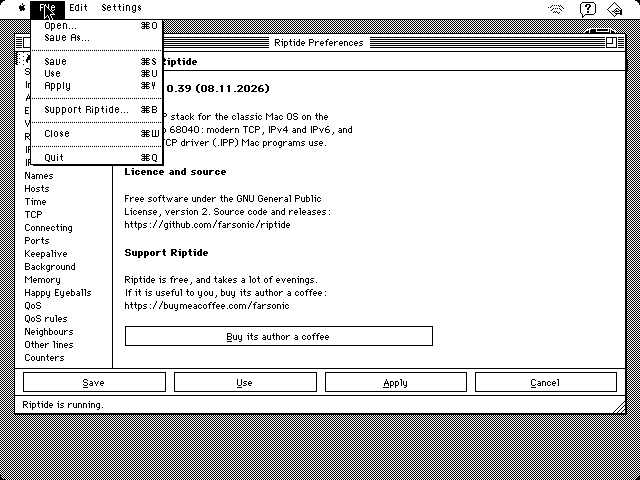 File Edit Settings
Open... ⌘O
Save As...
Save ⌘S
Use ⌘U
Apply ⌘Y
Support Riptide... ⌘B
Close ⌘W
Quit ⌘Q
Riptide Preferences
Riptide
0.39 (08.11.2026)
P stack for the classic Mac OS on the
68040: modern TCP, IPv4 and IPv6, and
TCP driver (.IPP) Mac programs use.
Licence and source
Free software under the GNU General Public
License, version 2. Source code and releases:
https://github.com/farsonic/riptide
Support Riptide
Riptide is free, and takes a lot of evenings.
If it is useful to you, buy its author a coffee:
https://buymeacoffee.com/farsonic
Buy its author a coffee
Names
Hosts
Time
TCP
Connecting
Ports
Keepalive
Background
Memory
Happy Eyeballs
QoS
QoS rules
Neighbours
Other lines
Counters
Save Use Apply Cancel
Riptide is running.